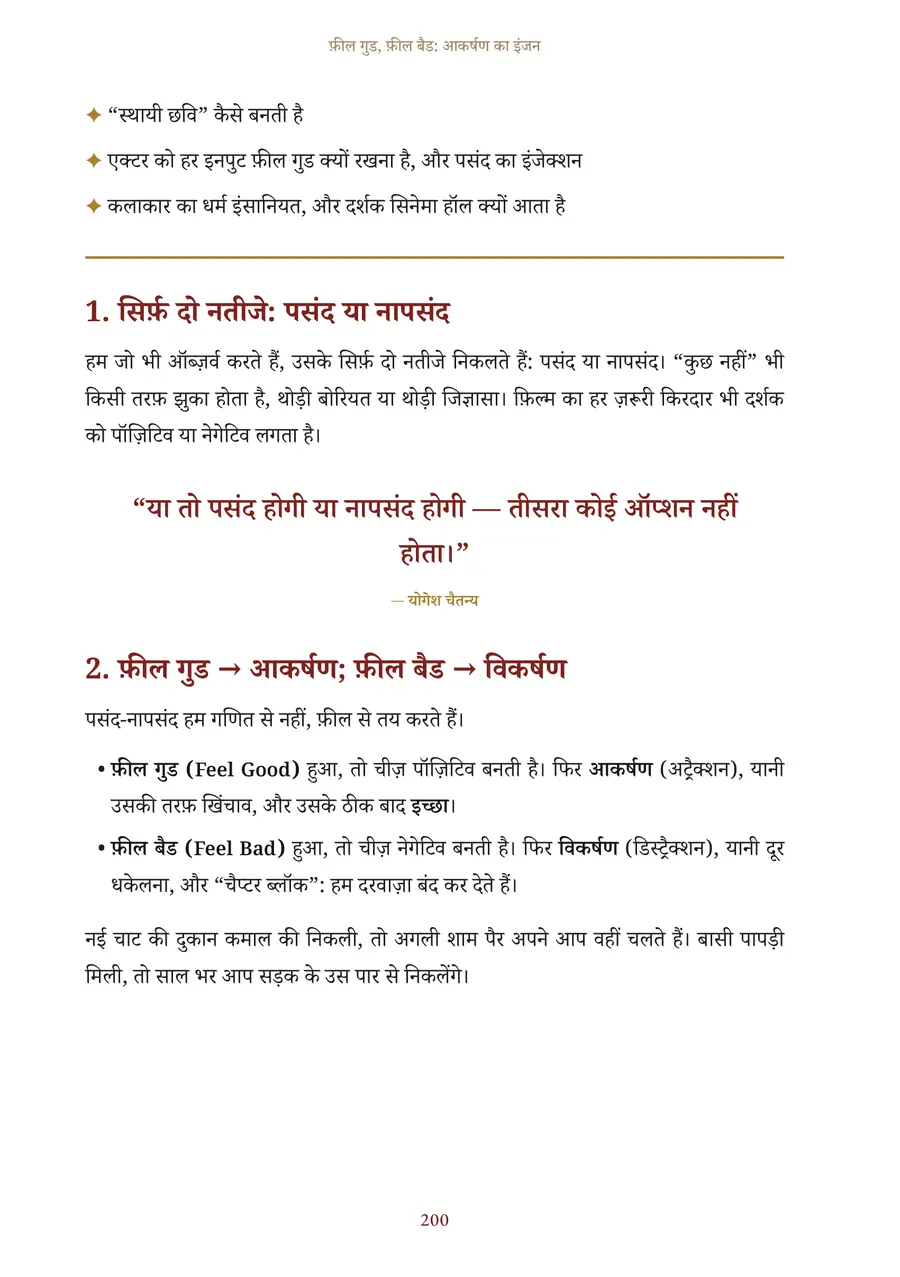 फ़ील गुड, फ़ील बैड: आकर्षण का इंजन
✦ “स्थायी छवि” कैसे बनती है
✦ एक्टर को हर इनपुट फ़ील गुड क्यों रखना है, और पसंद का इंजेक्शन
✦ कलाकार का धर्म इंसानियत, और दर्शक सिनेमा हॉल क्यों आता है
1. सिर्फ़ दो नतीजे: पसंद या नापसंद
हम जो भी ऑब्ज़र्व करते हैं, उसके सिर्फ़ दो नतीजे निकलते हैं: पसंद या नापसंद। “कुछ नहीं” भी
किसी तरफ़ झुका होता है, थोड़ी बोरियत या थोड़ी जिज्ञासा। फ़िल्म का हर ज़रूरी किरदार भी दर्शक
को पॉज़िटिव या नेगेटिव लगता है।
“या तो पसंद होगी या नापसंद होगी — तीसरा कोई ऑप्शन नहीं
होता।”
— योगेश चैतन्य
2. फ़ील गुड → आकर्षण; फ़ील बैड → विकर्षण
पसंद-नापसंद हम गणित से नहीं, फ़ील से तय करते हैं।
• फ़ील गुड (Feel Good) हुआ, तो चीज़ पॉज़िटिव बनती है। फिर आकर्षण (अट्रैक्शन), यानी
उसकी तरफ़ खिंचाव, और उसके ठीक बाद इच्छा।
• फ़ील बैड (Feel Bad) हुआ, तो चीज़ नेगेटिव बनती है। फिर विकर्षण (डिस्ट्रैक्शन), यानी दूर
धकेलना, और “चैप्टर ब्लॉक”: हम दरवाज़ा बंद कर देते हैं।
नई चाट की दुकान कमाल की निकली, तो अगली शाम पैर अपने आप वहीं चलते हैं। बासी पापड़ी
मिली, तो साल भर आप सड़क के उस पार से निकलेंगे।
200